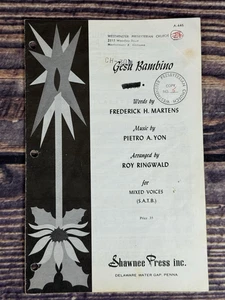 A-646
Gesù Bambino
Words by
FREDERICK H. MARTENS
Music by
PIETRO A. YON
Arranged by
ROY RINGWALD
for
MIXED VOICES
(S.A.T.B.)
Shawnee Press Inc.
DELAWARE WATER GAP, PENNA.